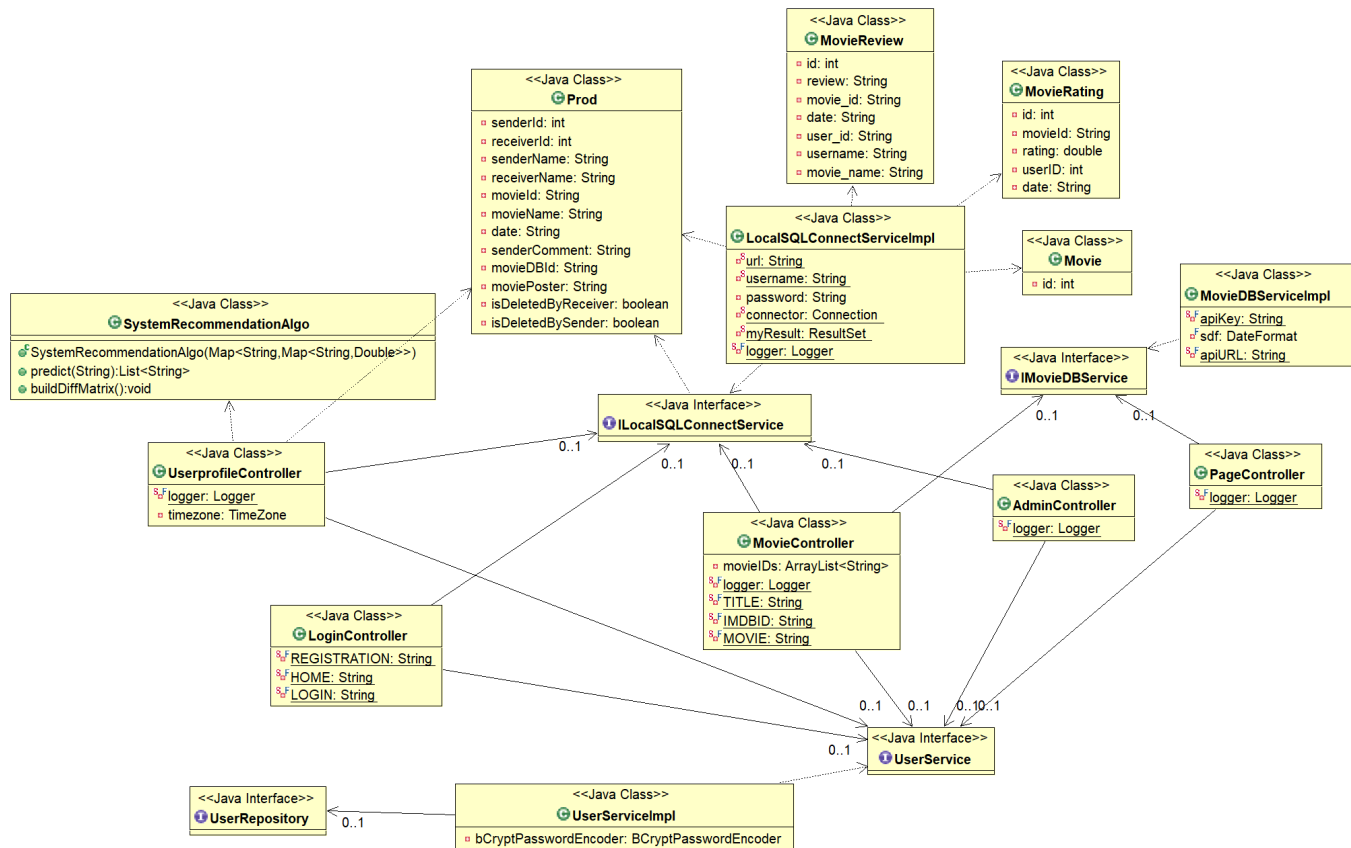 <<Java Class>>
MovieReview
id: int
review: String
movie_id: String
date: String
user_id: String
username: String
movie_name: String
<<Java Class>>
MovieRating
id: int
movieId: String
rating: double
userID: int
date: String
<<Java Class>>
Prod
senderId: int
receiverId: int
senderName: String
receiverName: String
movieId: String
movieName: String
date: String
senderComment: String
movieDBId: String
moviePoster: String
isDeletedByReceiver: boolean
isDeletedBySender: boolean
<<Java Class>>
LocalSQLConnectServiceImpl
url: String
username: String
password: String
connector: Connection
myResult: ResultSet
logger: Logger
<<Java Class>>
Movie
id: int
<<Java Class>>
MovieDBServiceImpl
apiKey: String
sdf: DateFormat
apiURL: String
<<Java Class>>
SystemRecommendationAlgo
SystemRecommendationAlgo(Map<String,Map<String,Double>>)
predict(String):List<String>
buildDiffMatrix():void
<<Java Interface>>
IMovieDBService
0..1
0..1
<<Java Interface>>
ILocalSQLConnectService
0..1
0..1
0..1
0..1
<<Java Class>>
UserprofileController
logger: Logger
timezone: TimeZone
<<Java Class>>
PageController
logger: Logger
<<Java Class>>
AdminController
logger: Logger
<<Java Class>>
MovieController
movieIDs: ArrayList<String>
logger: Logger
TITLE: String
IMDBID: String
MOVIE: String
<<Java Class>>
LoginController
REGISTRATION: String
HOME: String
LOGIN: String
0..1
0..1
0..1
0..1
0..1
<<Java Interface>>
UserService
<<Java Interface>>
UserRepository
0..1
<<Java Class>>
UserServiceImpl
bCryptPasswordEncoder: BCryptPasswordEncoder